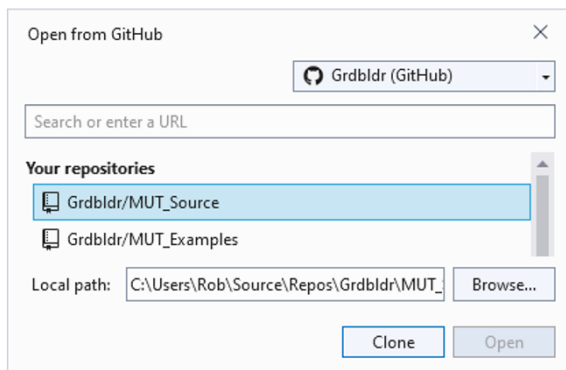 Open from GitHub
Grdbldr (GitHub)
Search or enter a URL
Your repositories
Grdbldr/MUT_Source
Grdbldr/MUT_Examples
Local path: C:\Users\Rob\Source\Repos\Grdbldr\MUT_ Browse...
Clone Open